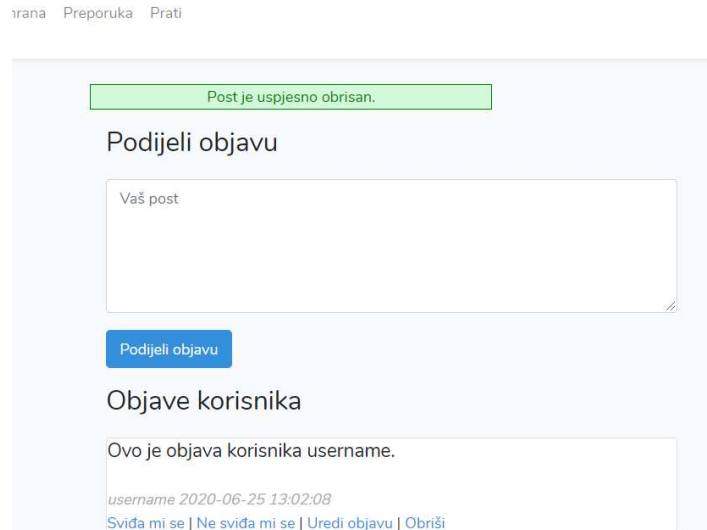 Preporuka Prati
Post je uspjesno obrisan.
Podijeli objavu
Vaš post
Podijeli objavu
Objave korisnika
Ovo je objava korisnika username.
username 2020-06-25 13:02:08
Sviđa mi se | Ne sviđa mi se | Uredi objavu | Obriši